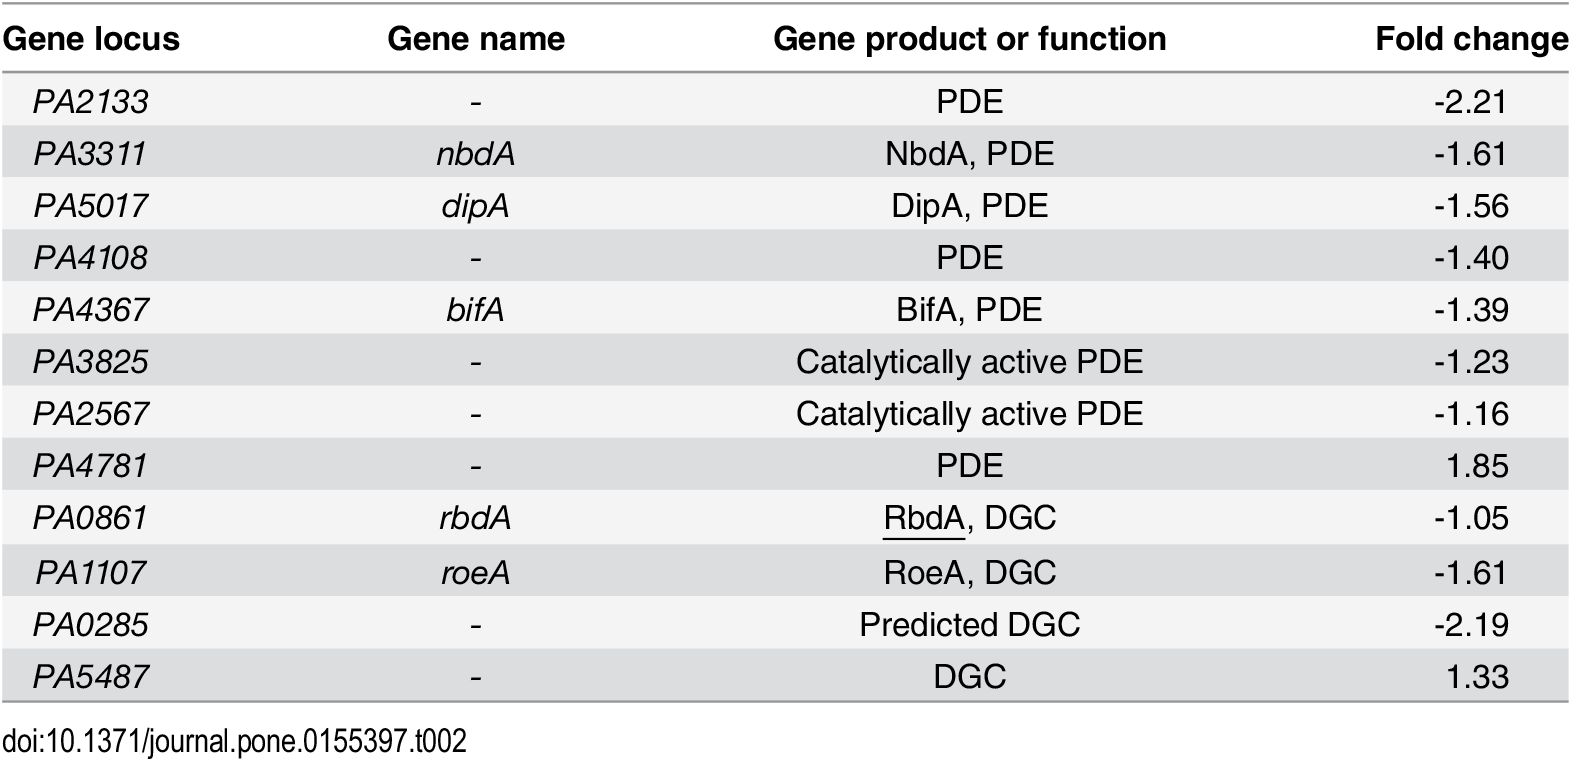 Gene locus Gene name Gene product or function Fold change
PA2133 - PDE -2.21
PA3311 nbdA NbdA, PDE -1.61
PA5017 dipA DipA, PDE -1.56
PA4108 - PDE -1.40
PA4367 bifA BifA, PDE -1.39
PA3825 - Catalytically active PDE -1.23
PA2567 - Catalytically active PDE -1.16
PA4781 - PDE 1.85
PA0861 rbdA RbdA, DGC -1.05
PA1107 roeA RoeA, DGC -1.61
PA0285 - Predicted DGC -2.19
PA5487 - DGC 1.33
doi:10.1371/journal.pone.0155397.t002